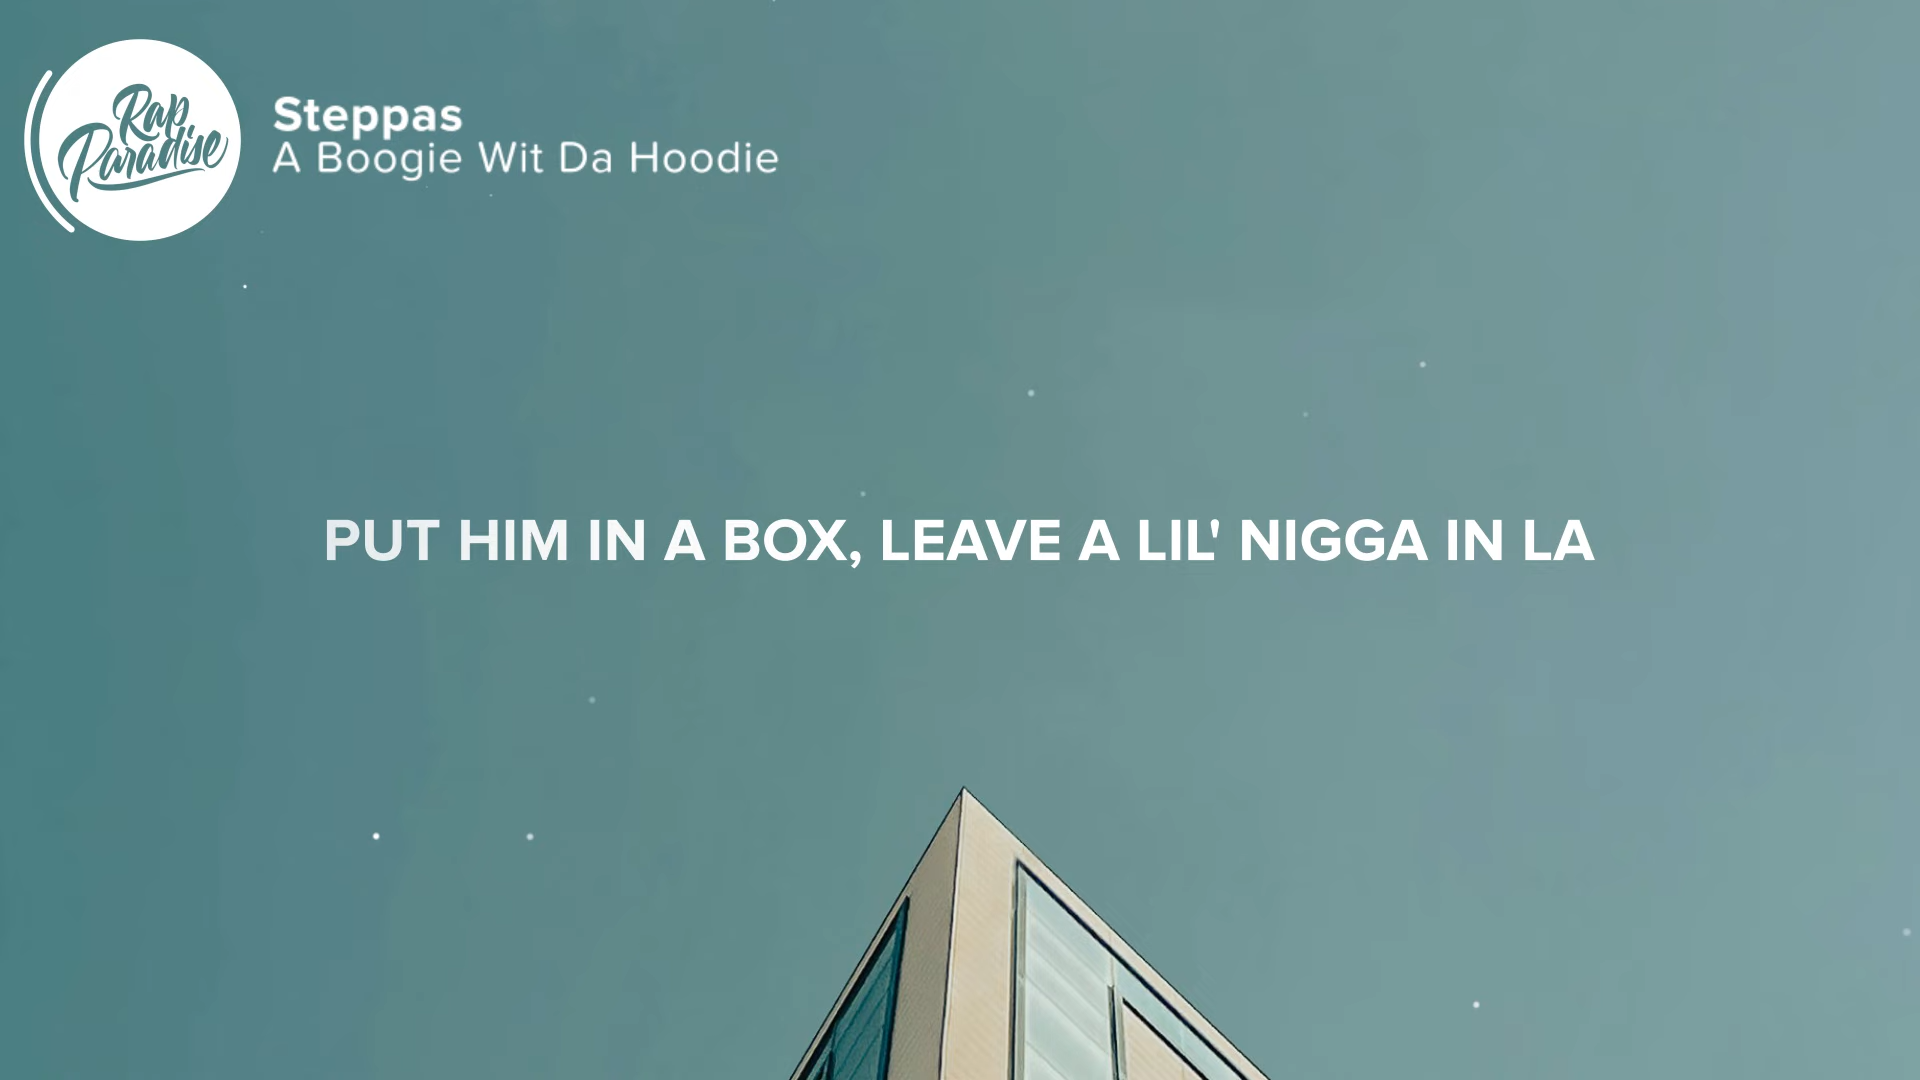 Rap
Paradise
Steppas
A Boogie Wit Da Hoodie
PUT HIM IN A BOX, LEAVE A LIL' NIGGA IN LA